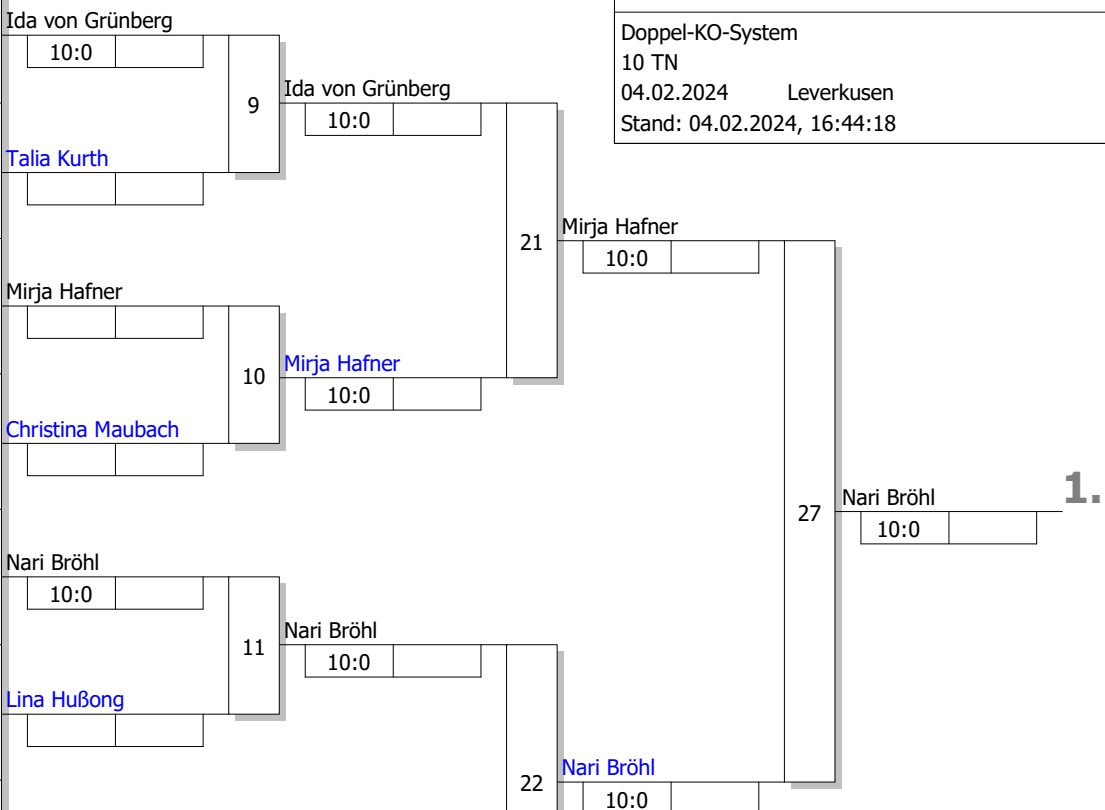 Ida von Grünberg
10:0
9
Talia Kurth
Ida von Grünberg
10:0
Doppel-KO-System
10 TN
04.02.2024 Leverkusen
Stand: 04.02.2024, 16:44:18
21
Mirja Hafner
10:0
Mirja Hafner
10
Mirja Hafner
10:0
Christina Maubach
27
Nari Bröhl
1.
10:0
Nari Bröhl
10:0
11
Nari Bröhl
10:0
Lina Hußong
22
Nari Bröhl
10:0